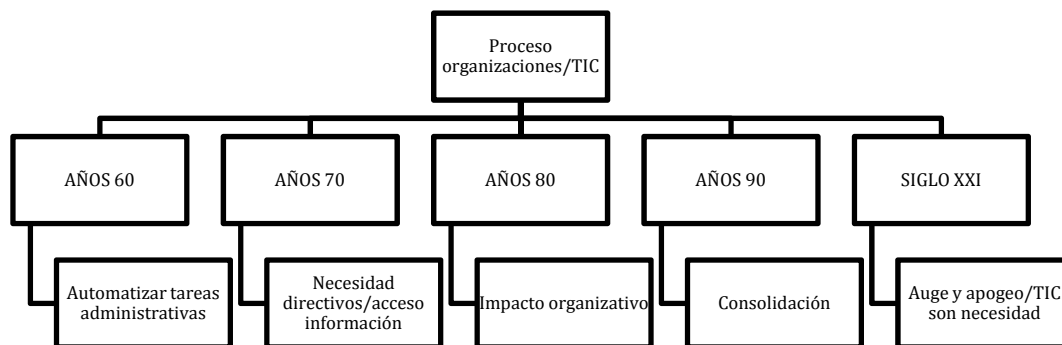 Proceso
organizaciones/TIC
AÑOS 60
AÑOS 70
AÑOS 80
AÑOS 90
SIGLO XXI
Automatizar tareas
administrativas
Necesidad
directivos/acceso
información
Impacto organizativo
Consolidación
Auge y apogeo/TIC
son necesidad